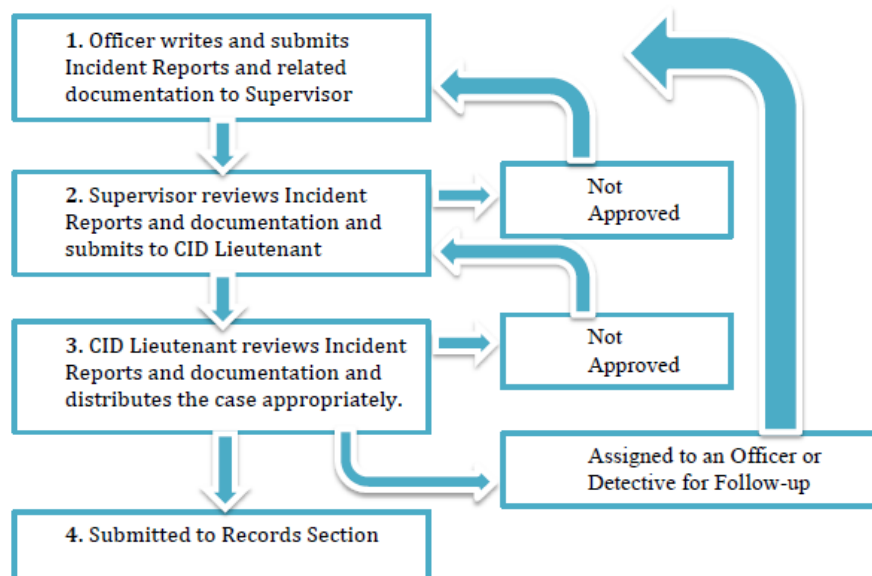 1. Officer writes and submits
Incident Reports and related
documentation to Supervisor
2. Supervisor reviews Incident
Reports and documentation and
submits to CID Lieutenant
Not
Approved
3. CID Lieutenant reviews Incident
Reports and documentation and
distributes the case appropriately.
Not
Approved
Assigned to an Officer or
Detective for Follow-up
4. Submitted to Records Section